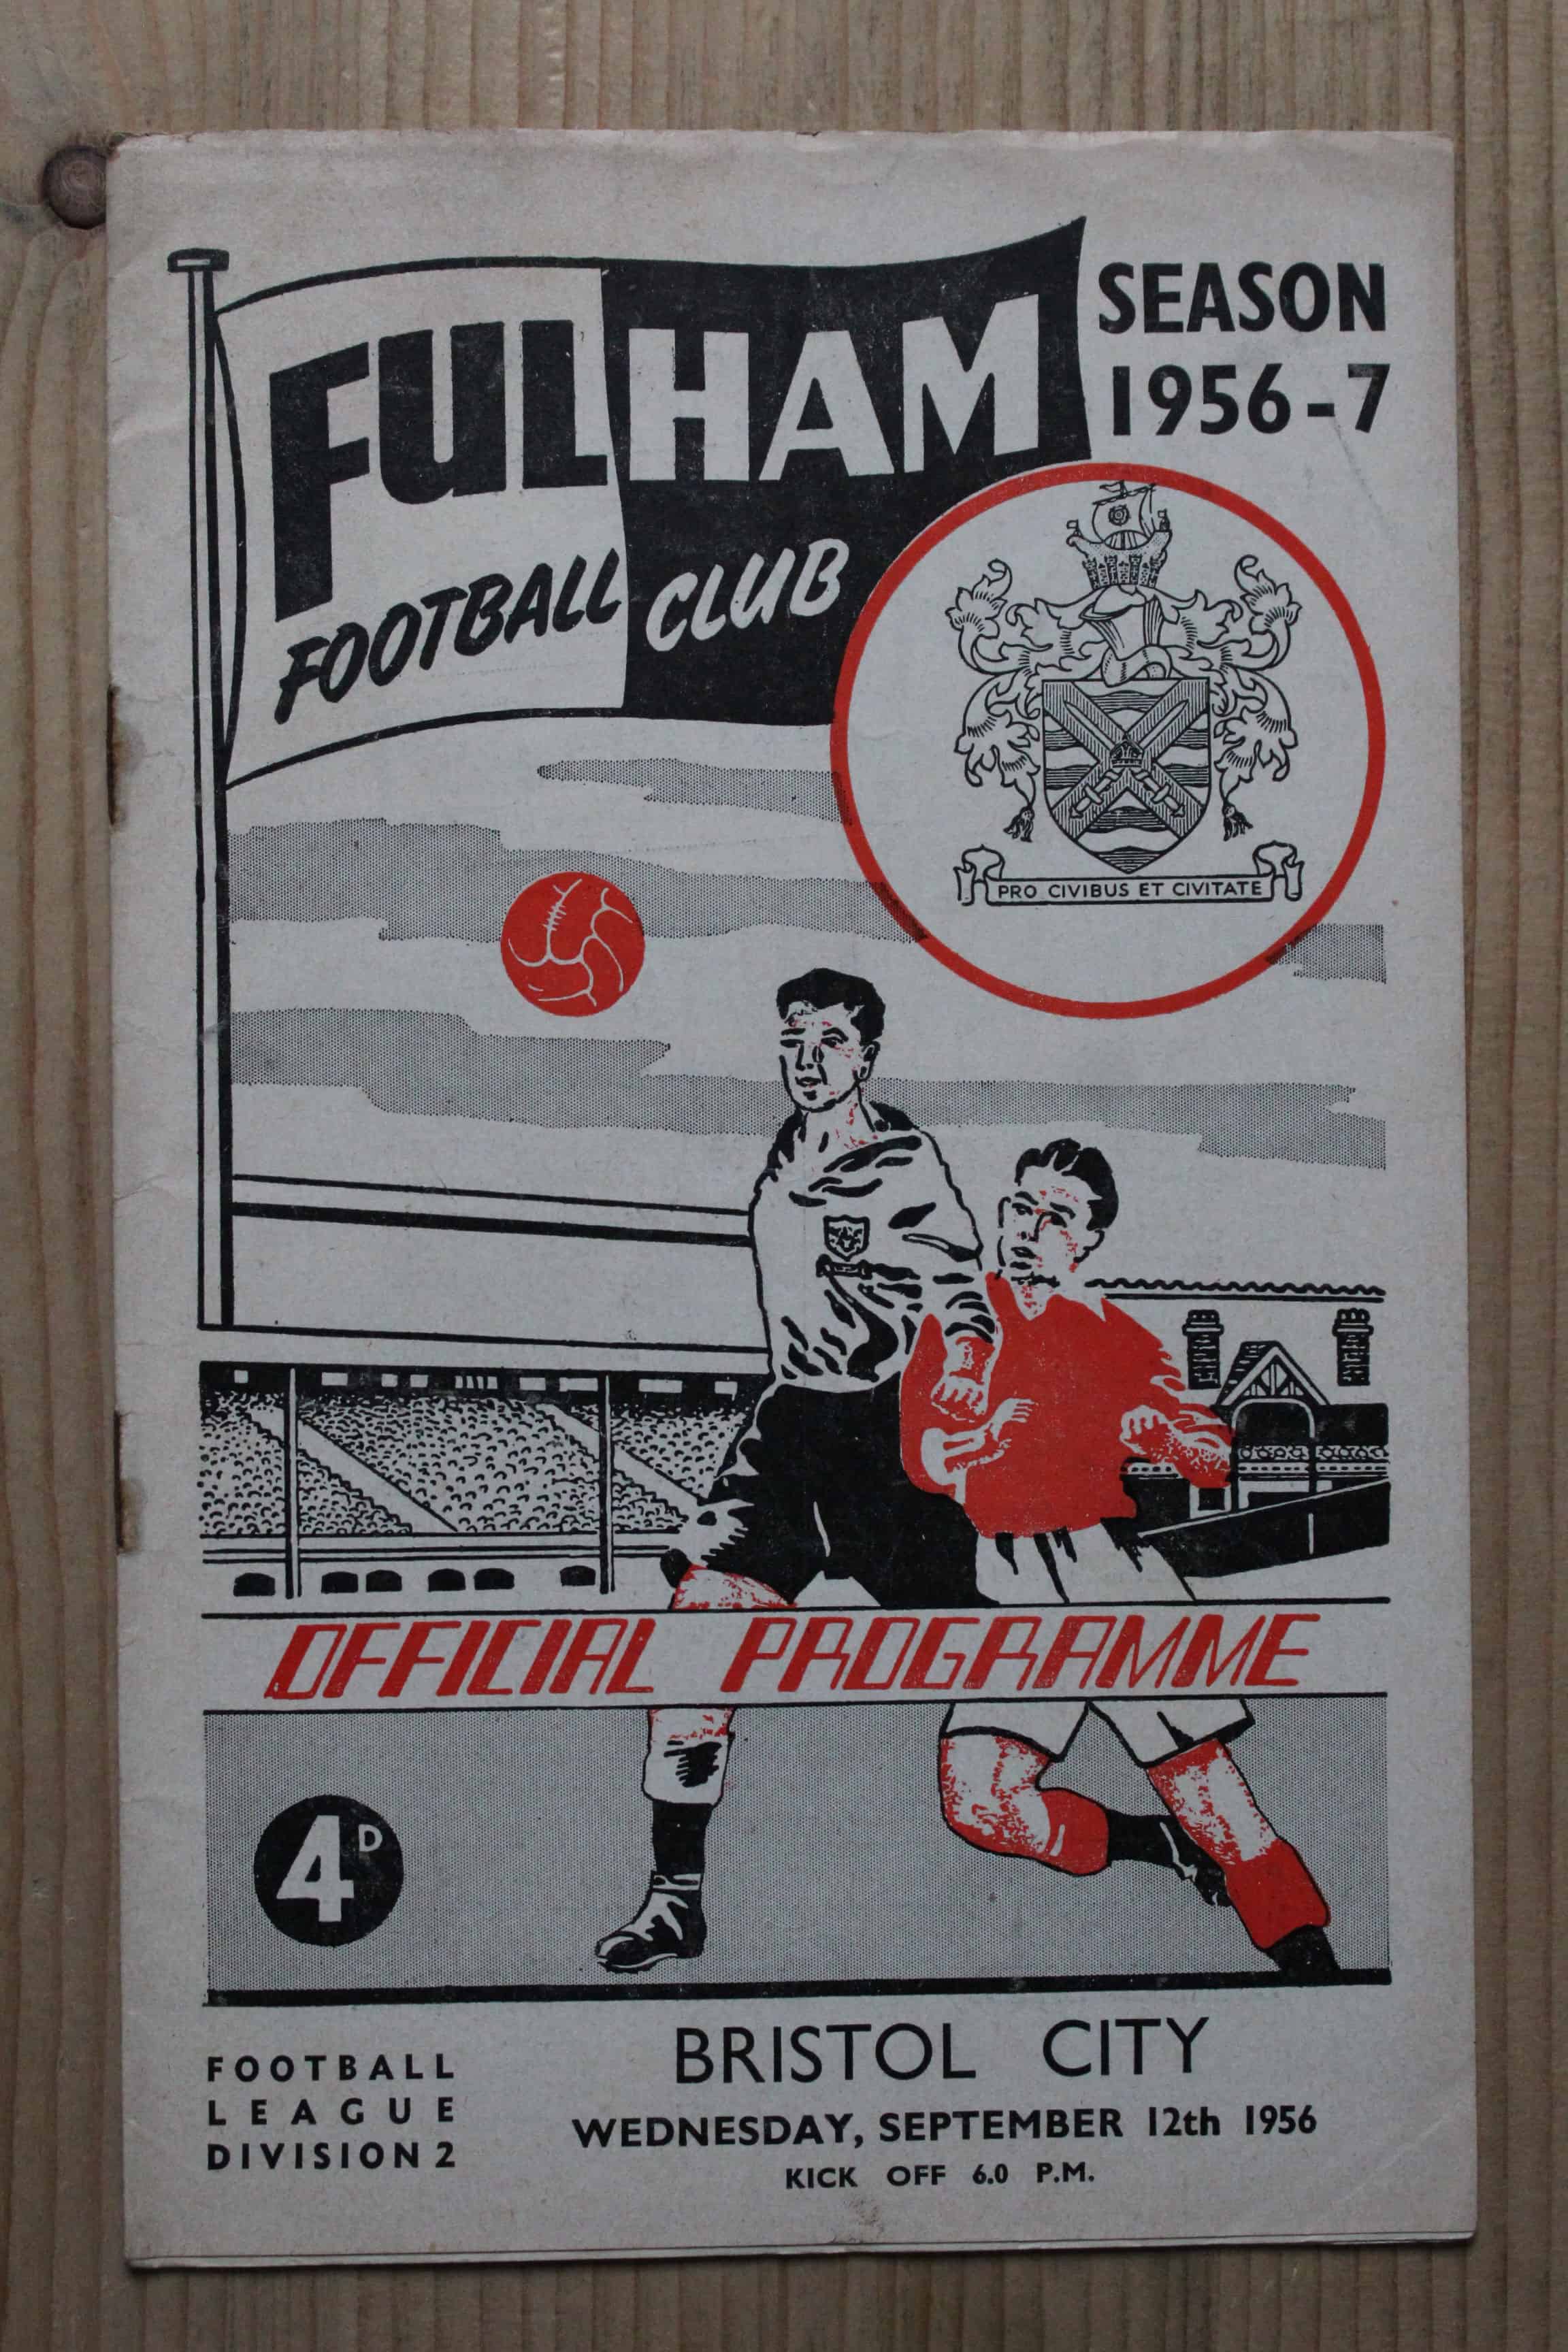 FULHAM
FOOTBALL CLUB
SEASON
1956-7
PRO CIVIBUS ET CIVITATE
OFFICIAL PROGRAMME
4D
FOOTBALL
LEAGUE
DIVISION 2
BRISTOL CITY
WEDNESDAY, SEPTEMBER 12th 1956
KICK OFF 6.0 P.M.